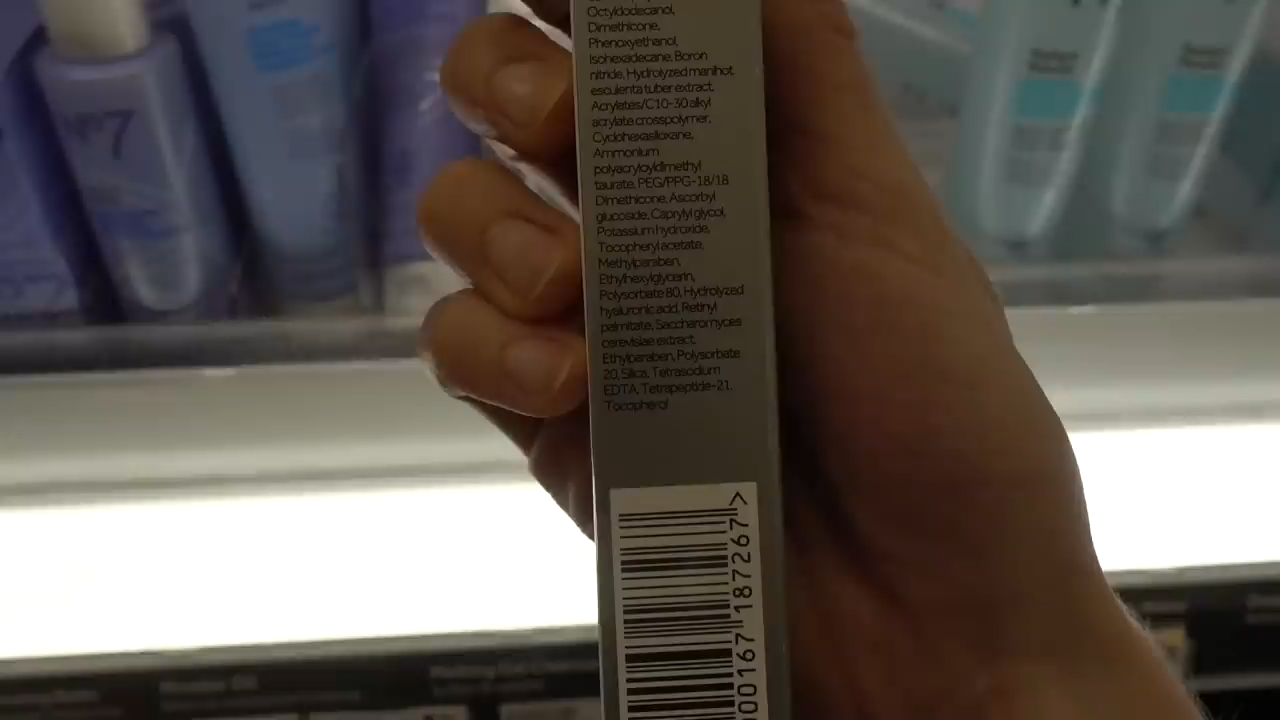 Octyldodecanol,
Dimethicone,
Phenoxyethanol,
Isohexadecane, Boron
nitride, Hydrolyzed manihot
esculenta tuber extract,
Acrylates/C10-30 alkyl
acrylate crosspolymer,
Cyclohexasiloxane,
Ammonium
polyacryloyldimethyl
taurate, PEG/PPG-18/18
Dimethicone, Ascorbyl
glucoside, Caprylyl glycol,
Potassium hydroxide,
Tocopheryl acetate,
Methylparaben,
Ethylhexylglycerin,
Polysorbate 80, Hydrolyzed
hyaluronic acid, Retinyl
palmitate, Saccharomyces
cerevisiae extract,
Ethylparaben, Polysorbate
20, Silica, Tetrasodium
EDTA, Tetrapeptide-21,
Tocopherol
00167 187267 >
Nº7